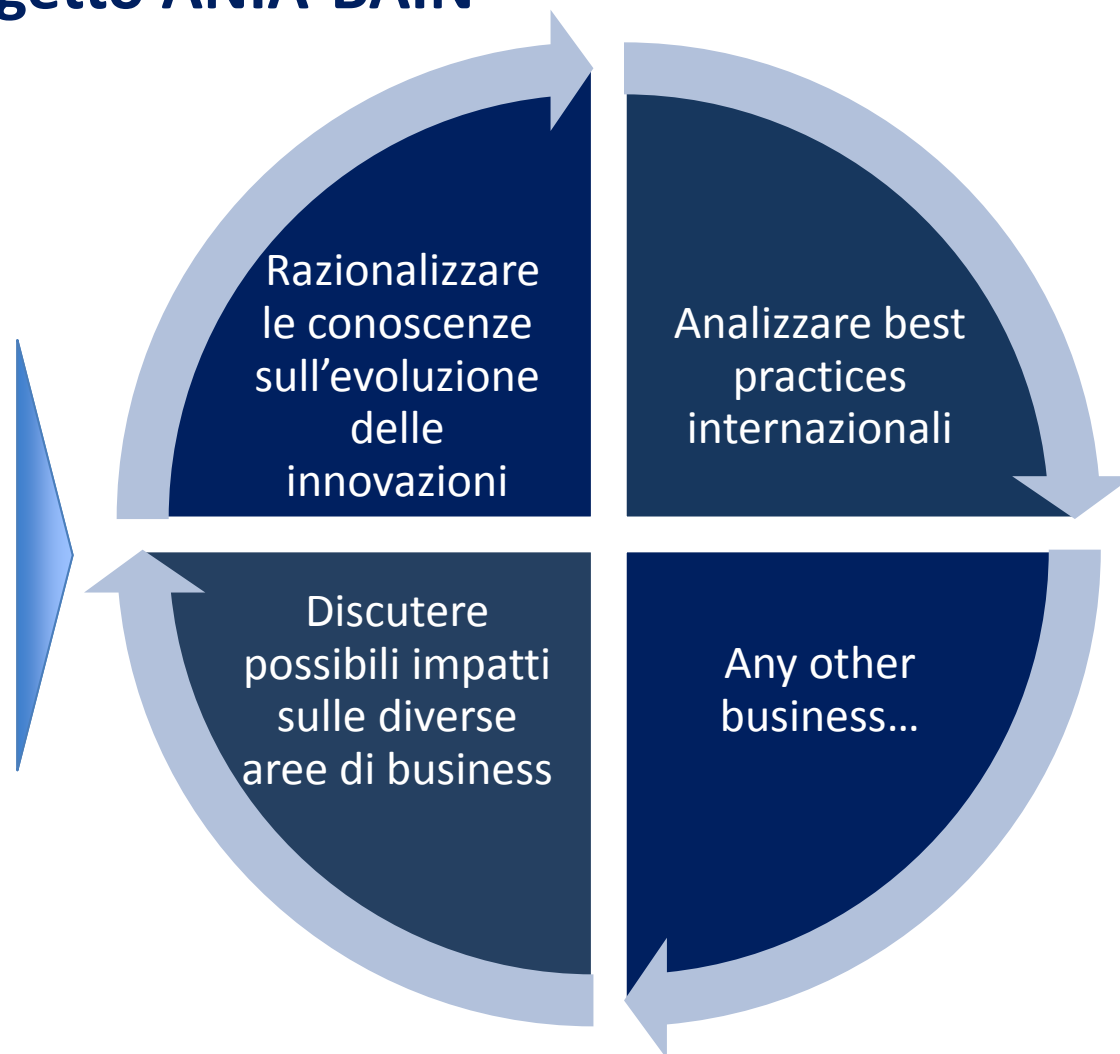 getto ANIA-BAIN
Razionalizzare
le conoscenze
sull’evoluzione
delle
innovazioni
Analizzare best
practices
internazionali
Discutere
possibili impatti
sulle diverse
aree di business
Any other
business…